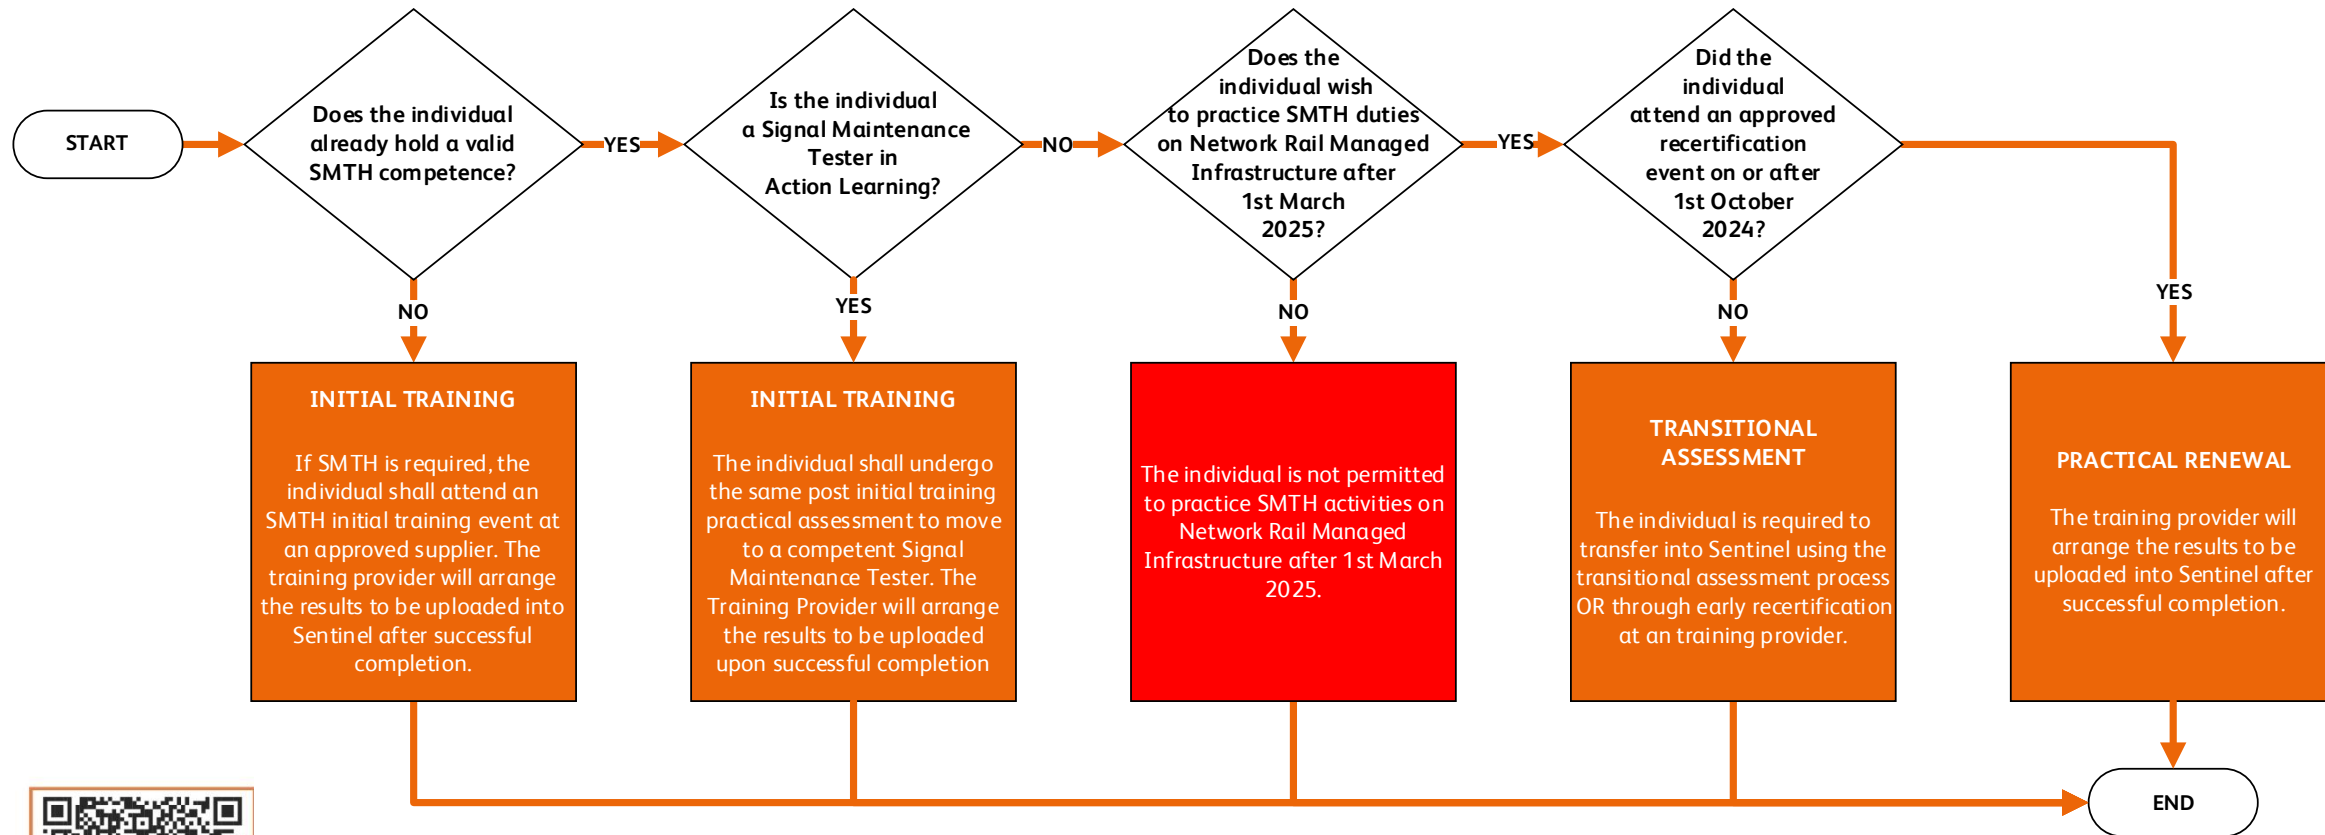 START
Does the individual
already hold a valid
SMTH competence?
YES
Is the individual
a Signal Maintenance
Tester in
Action Learning?
NO
Does the
individual wish
to practice SMTH duties
on Network Rail Managed
Infrastructure after
1st March
2025?
YES
Did the
individual
attend an approved
recertification
event on or after
1st October
2024?
NO
YES
NO
NO
YES
INITIAL TRAINING
If SMTH is required, the
individual shall attend an
SMTH initial training event at
an approved supplier. The
training provider will arrange
the results to be uploaded into
Sentinel after successful
completion.
INITIAL TRAINING
The individual shall undergo
the same post initial training
practical assessment to move
to a competent Signal
Maintenance Tester. The
Training Provider will arrange
the results to be uploaded
upon successful completion
The individual is not permitted
to practice SMTH activities on
Network Rail Managed
Infrastructure after 1st March
2025.
TRANSITIONAL
ASSESSMENT
The individual is required to
transfer into Sentinel using the
transitional assessment process
OR through early recertification
at an training provider.
PRACTICAL RENEWAL
The training provider will
arrange the results to be
uploaded into Sentinel after
successful completion.
END